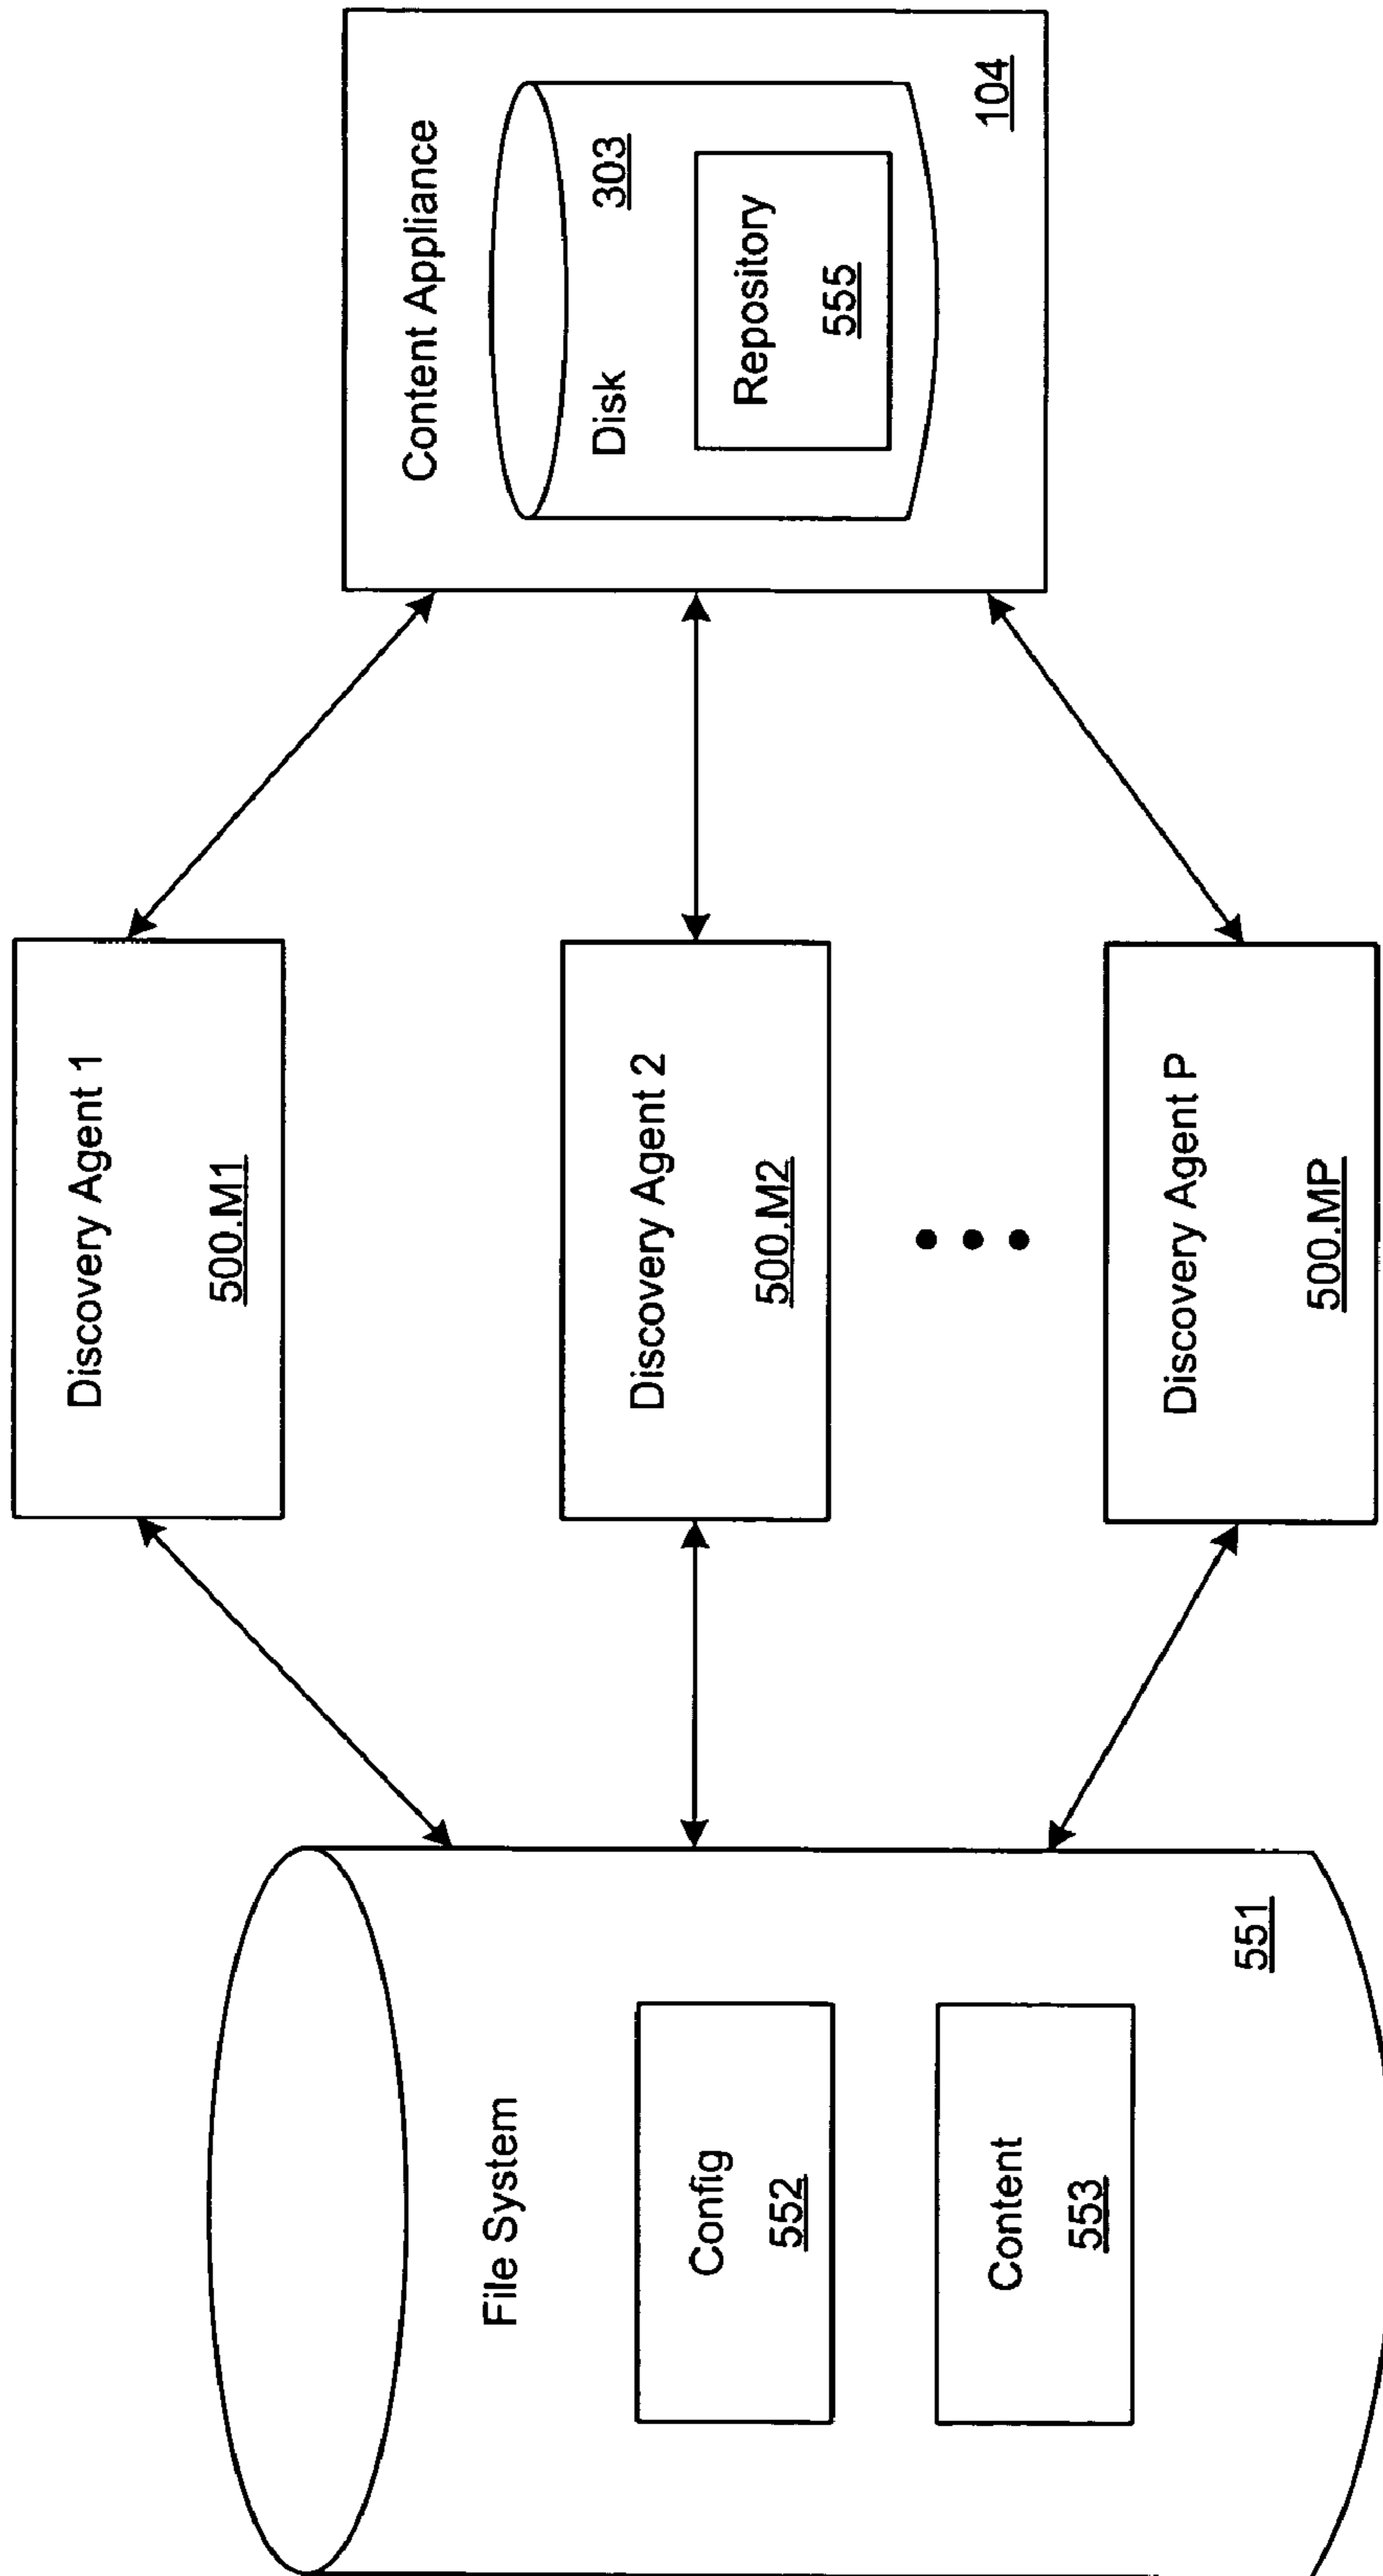 File System
Config
552
Content
553
551
Discovery Agent 1
500.M1
Discovery Agent 2
500.M2
Discovery Agent P
500.MP
Content Appliance
Disk
303
Repository
555
104